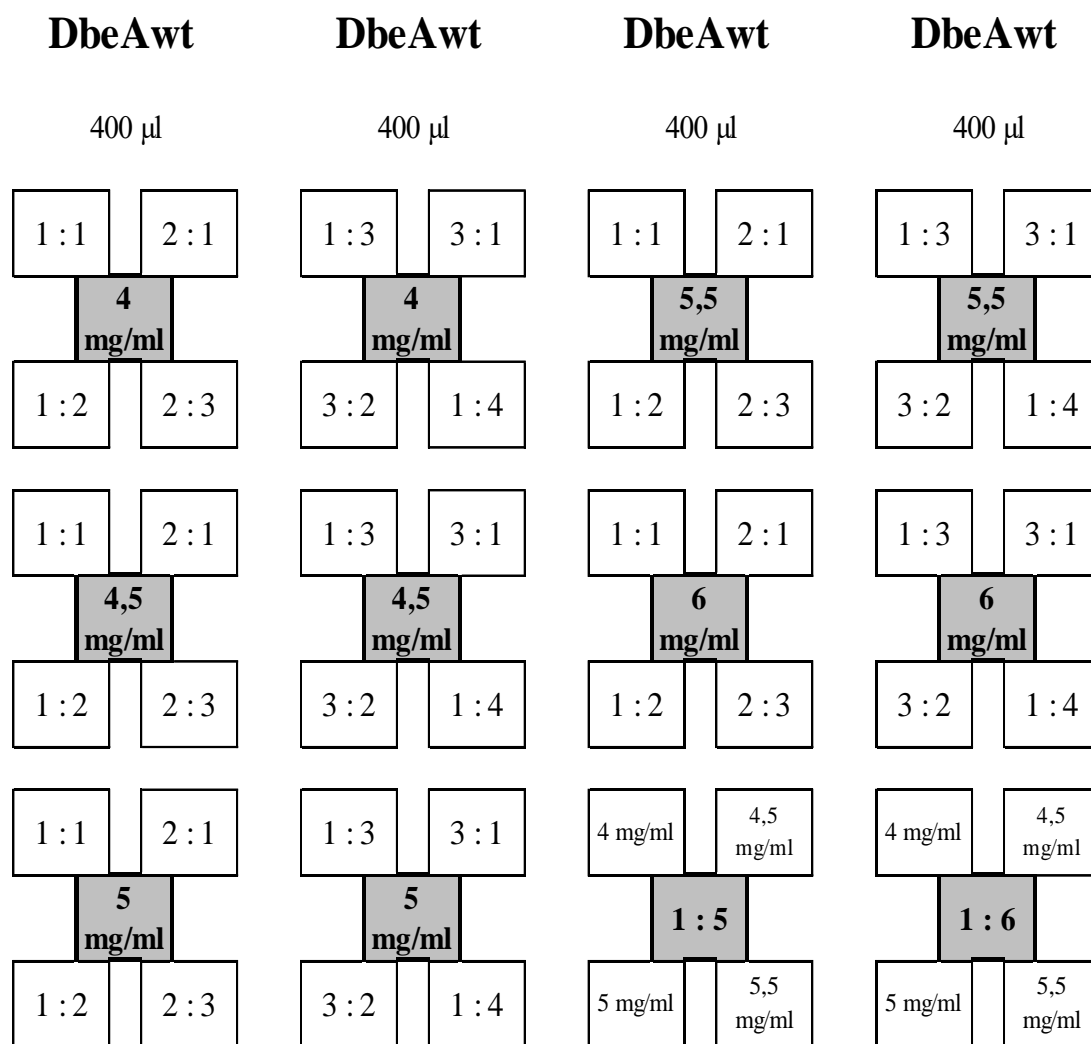 DbeAwt DbeAwt DbeAwt DbeAwt
400 μl 400 μl 400 μl 400 μl
1 : 1 2 : 1 1 : 3 3 : 1 1 : 1 2 : 1 1 : 3 3 : 1
4 4 5,5 5,5
mg/ml mg/ml mg/ml mg/ml
1 : 2 2 : 3 3 : 2 1 : 4 1 : 2 2 : 3 3 : 2 1 : 4
1 : 1 2 : 1 1 : 3 3 : 1 1 : 1 2 : 1 1 : 3 3 : 1
4,5 4,5 6 6
mg/ml mg/ml mg/ml mg/ml
1 : 2 2 : 3 3 : 2 1 : 4 1 : 2 2 : 3 3 : 2 1 : 4
1 : 1 2 : 1 1 : 3 3 : 1 4 mg/ml 4,5 mg/ml 4 mg/ml 4,5 mg/ml
5 5 1 : 5 1 : 6
mg/ml mg/ml
1 : 2 2 : 3 3 : 2 1 : 4 5 mg/ml 5,5 mg/ml 5 mg/ml 5,5 mg/ml